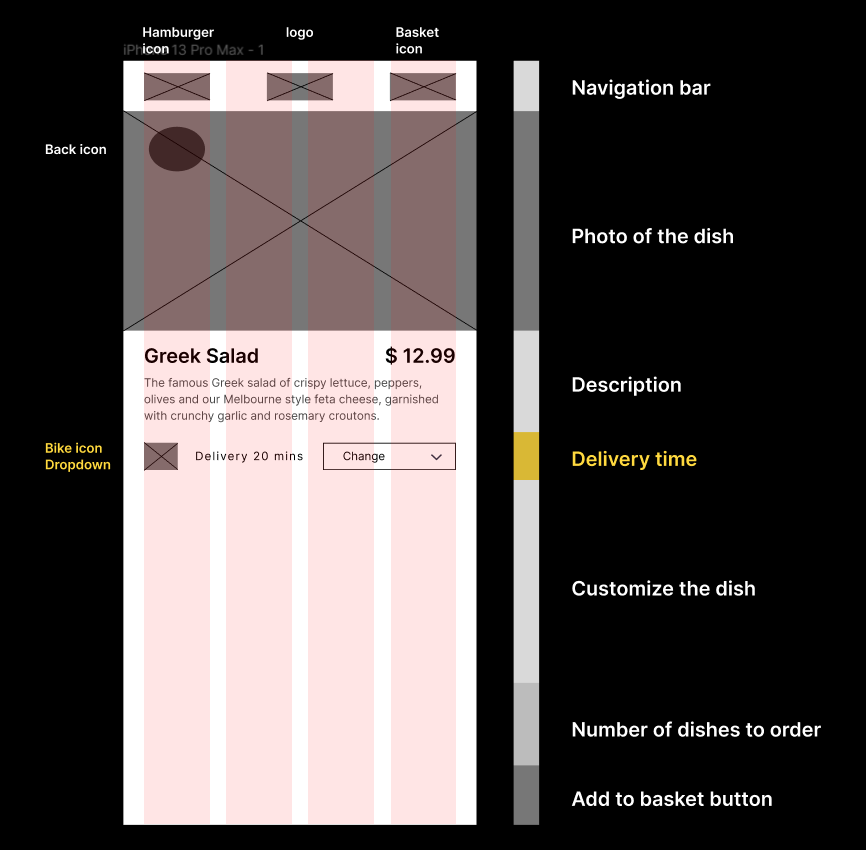 Hamburger
icon
logo
Basket
icon
iPhone 13 Pro Max - 1
Navigation bar
Back icon
Photo of the dish
Greek Salad
$ 12.99
The famous Greek salad of crispy lettuce, peppers,
olives and our Melbourne style feta cheese, garnished
with crunchy garlic and rosemary croutons.
Description
Bike icon
Dropdown
Delivery 20 mins
Change
Delivery time
Customize the dish
Number of dishes to order
Add to basket button